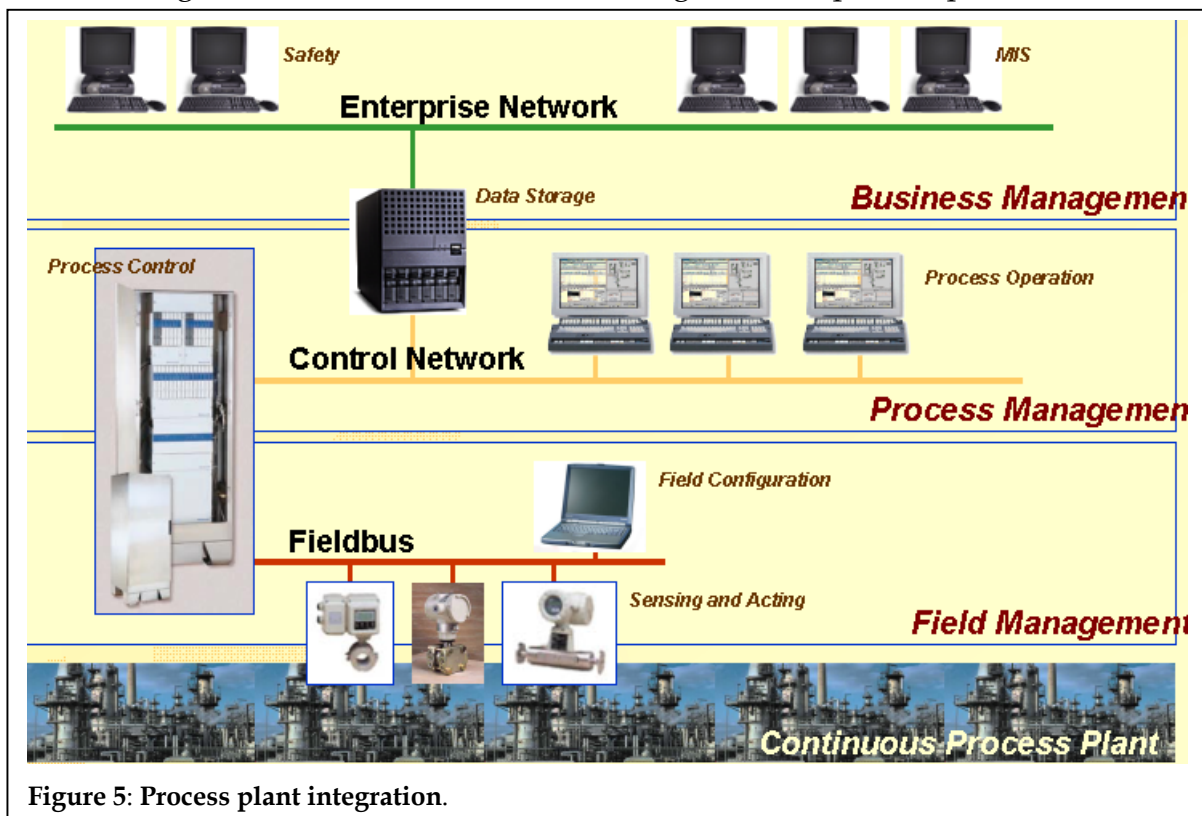 Safety
MIS
Enterprise Network
Data Storage
Business Managemen
Process Control
Process Operation
Control Network
Process Managemen
Field Configuration
Fieldbus
Sensing and Acting
Field Management
Continuous Process Plant
Figure 5: Process plant integration.